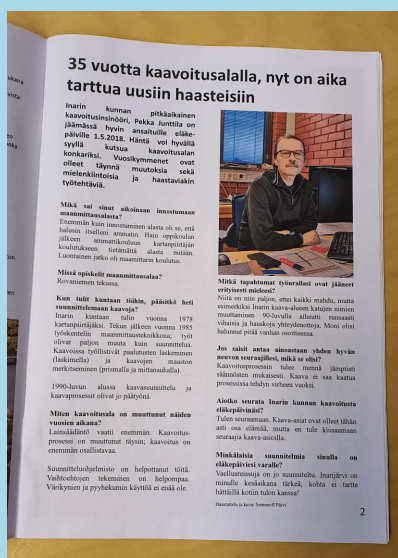 35 vuotta kaavoitusalalla, nyt on aika
tarttua uusiin haasteisiin
Inarin kunnan pitkäaikainen
kaavoitusinsinööri, Pekka Junttila on
jäämässä hyvin ansaituille eläke-
päiville 1.5.2018. Häntä voi hyvällä
syyllä kutsua kaavoitusalan
konkariksi. Vuosikymmenet ovat
olleet täynnä muutoksia sekä
mielenkiintoisia ja haastaviakin
työtehtäviä.
Mikä sai sinut aikoinaan innostumaan
maanmittausalasta?
Enemmän kuin innostuminen alasta oli se, että
halusin itselleni ammatin. Hain oppikoulun
jälkeen ammattikouluun kartanpiirtäjän
koulutukseen tietämättä alasta mitään.
Luontainen jatko oli maamittarin koulutus.
Missä opiskelit maanmittausalaa?
Rovaniemen tekussa.
Kun tulit kuntaan töihin, pääsitkö heti
suunnittelemaan kaavoja?
Inarin kuntaan tulin vuonna 1978
kartanpiirtäjäksi. Tekun jälkeen vuonna 1985
työskentelin maanmittausteknikkona; työt
olivat paljon muuta kuin suunnittelua.
Kaavoissa työllistivät paalutusten laskeminen
(laskimella) ja kaavojen maaston
merkitseminen (prismalla ja mittanauhalla).
1990-luvun alussa kaavasuunnittelu ja
kaavaprosessit olivat jo päätyönä.
Miten kaavoitusala on muuttunut näiden
vuosien aikana?
Lainsäädäntö vaatii enemmän. Kaavoitus-
prosessi on muuttunut täysin; kaavoitus on
enemmän osallistavaa.
Suunnitteluohjelmisto on helpottanut töitä.
Vaihtoehtojen tekeminen on helpompaa.
Värikynien ja pyyhekumin käyttöä ei enää ole.
Mitkä tapahtumat työurallasi ovat jääneet
erityisesti mieleesi?
Niitä on niin paljon, ettei kaikki mahdu, mutta
esimerkiksi Inarin kaava-alueen katujen nimien
muuttaminen 90-luvulla aiheutti runsaasti
vihaisia ja hauskoja yhteydenottoja. Moni olisi
halunnut pitää vanhan osoitteensa.
Jos saisit antaa ainoastaan yhden hyvän
neuvon seuraajillesi, mikä se olisi?
Kaavoitusprosessin tulee mennä jämptisti
säännösten mukaisesti. Kaava ei saa kaatua
prosessissa tehdyn virheen vuoksi.
Aiotko seurata Inarin kunnan kaavoitusta
eläkepäivinäsi?
Tulen seuraamaan. Kaava-asiat ovat olleet tähän
asti osa elämää, mutta en tule kiusaamaan
seuraajia kaava-asioilla.
Minkälaisia suunnitelmia sinulla on
eläkepäiviesi varalle?
Vaellusreissuja on jo suunniteltu. Inarijärvi on
minulle kesäaikana tärkeä; kohta ei tarte
hättäillä kotiin tulon kanssa!
2